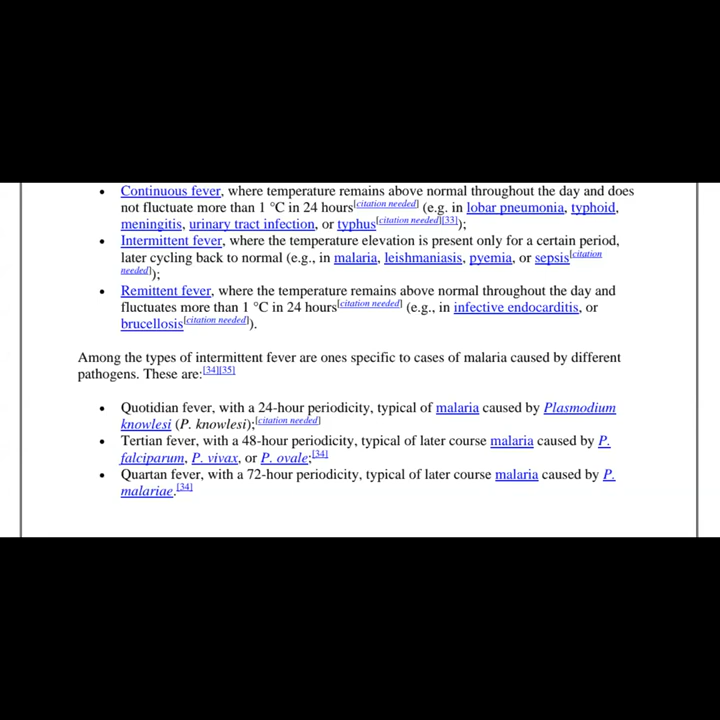 • Continuous fever, where temperature remains above normal throughout the day and does
not fluctuate more than 1 °C in 24 hours[citation needed] (e.g. in lobar pneumonia, typhoid,
meningitis, urinary tract infection, or typhus[citation needed][33]);
• Intermittent fever, where the temperature elevation is present only for a certain period,
later cycling back to normal (e.g., in malaria, leishmaniasis, pyemia, or sepsis[citation
needed]);
• Remittent fever, where the temperature remains above normal throughout the day and
fluctuates more than 1 °C in 24 hours[citation needed] (e.g., in infective endocarditis, or
brucellosis[citation needed]).
Among the types of intermittent fever are ones specific to cases of malaria caused by different
pathogens. These are:[34][35]
• Quotidian fever, with a 24-hour periodicity, typical of malaria caused by Plasmodium
knowlesi (P. knowlesi);[citation needed]
• Tertian fever, with a 48-hour periodicity, typical of later course malaria caused by P.
falciparum, P. vivax, or P. ovale;[34]
• Quartan fever, with a 72-hour periodicity, typical of later course malaria caused by P.
malariae.[34]